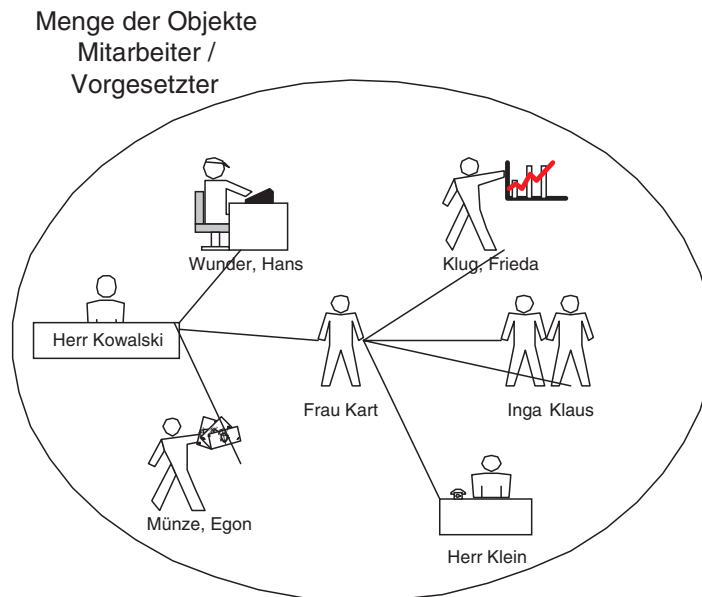 Menge der Objekte
Mitarbeiter /
Vorgesetzter
Wunder, Hans
Klug, Frieda
Herr Kowalski
Frau Kart
Inga Klaus
Münze, Egon
Herr Klein